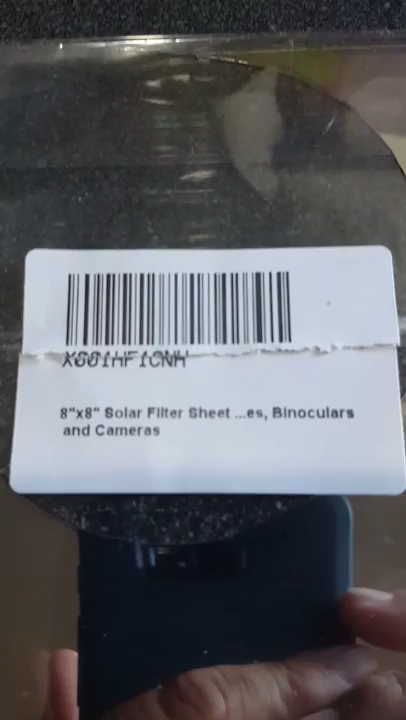 X001HF1CNH
8"x8" Solar Filter Sheet ...es, Binoculars
and Cameras